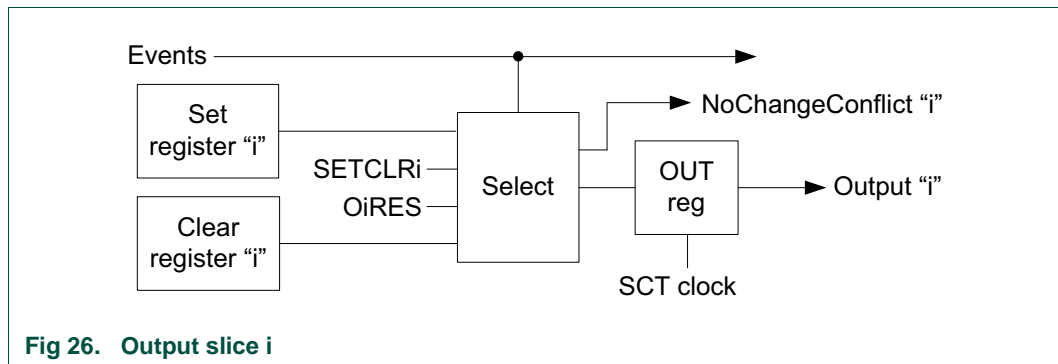 Events
Set
register “i”
SETCLRi
OiRES
Clear
register “i”
Select
NoChangeConflict “i”
OUT
reg
Output “i”
SCT clock
Fig 26. Output slice i